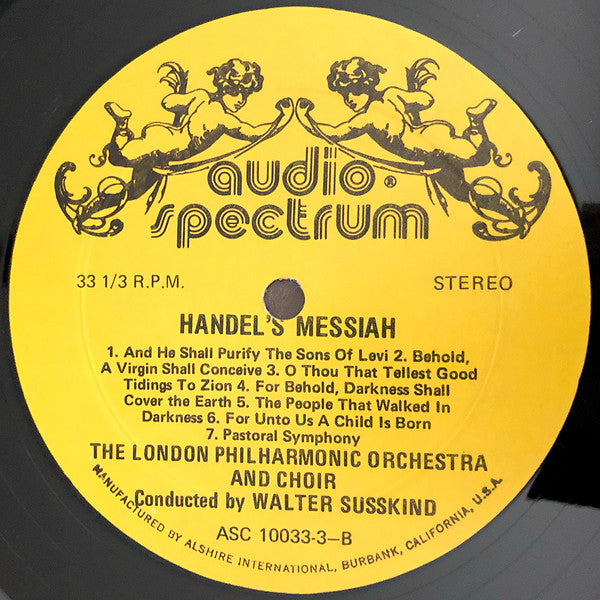 audio
spectrum®
33 1/3 R.P.M.
STEREO
HANDEL'S MESSIAH
1. And He Shall Purify The Sons Of Levi 2. Behold,
A Virgin Shall Conceive 3. O Thou That Tellest Good
Tidings To Zion 4. For Behold, Darkness Shall
Cover the Earth 5. The People That Walked In
Darkness 6. For Unto Us A Child Is Born
7. Pastoral Symphony
THE LONDON PHILHARMONIC ORCHESTRA
AND CHOIR
Conducted by WALTER SUSSKIND
ASC 10033-3-B
MANUFACTURED BY ALSHIRE INTERNATIONAL, BURBANK, CALIFORNIA, U.S.A.